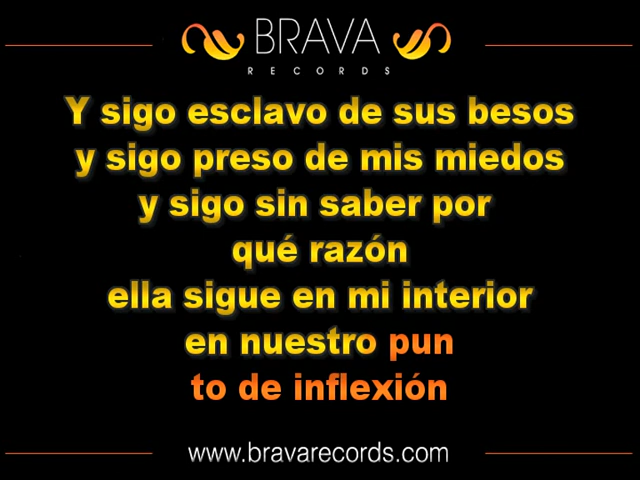 BRAVA
RECORDS
Y sigo esclavo de sus besos
y sigo preso de mis miedos
y sigo sin saber por
qué razón
ella sigue en mi interior
en nuestro pun
to de inflexión
www.bravarecords.com